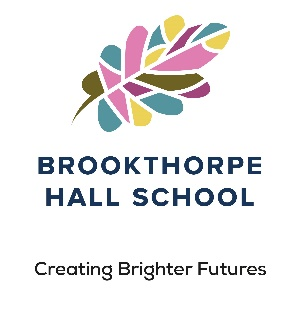 BROOKTHORPE
HALL SCHOOL
Creating Brighter Futures